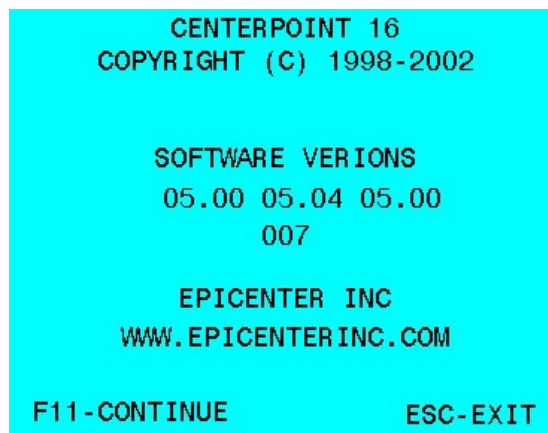 CENTERPOINT 16
COPYRIGHT (C) 1998-2002
SOFTWARE VERIONS
05.00 05.04 05.00
007
EPICENTER INC
WWW.EPICENTERINC.COM
F11-CONTINUE ESC-EXIT